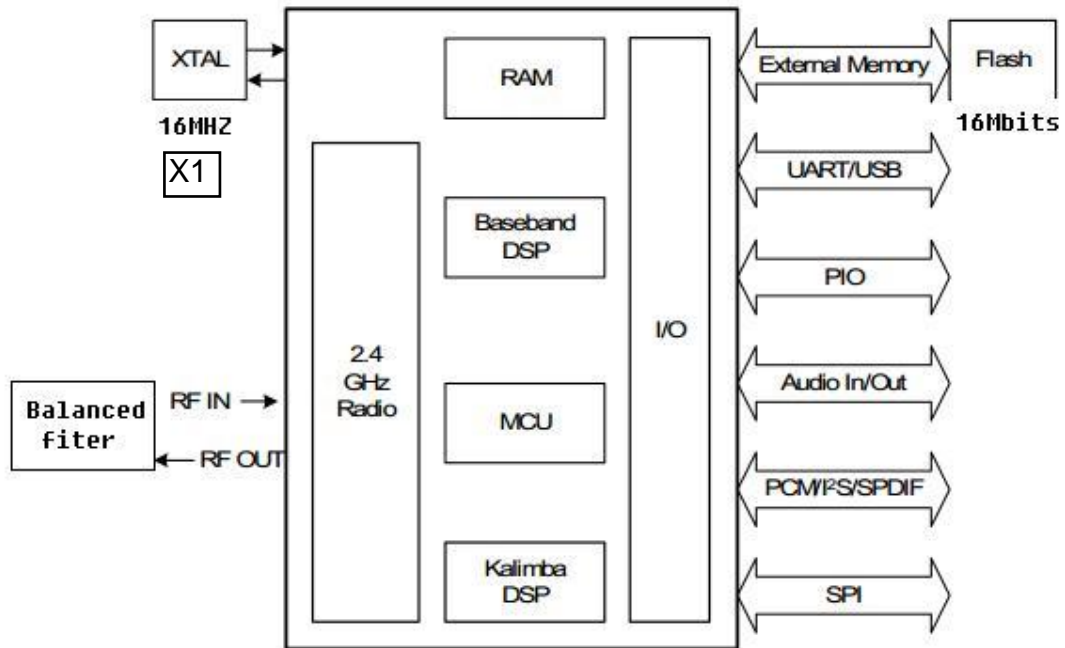 XTAL
16MHZ
X1
RAM
Baseband
DSP
2.4
GHz
Radio
MCU
Kalimba
DSP
I/O
Balanced
fiter
RF IN
RF OUT
External Memory
Flash
16Mbits
UART/USB
PIO
Audio In/Out
PCM/I²S/SPDIF
SPI